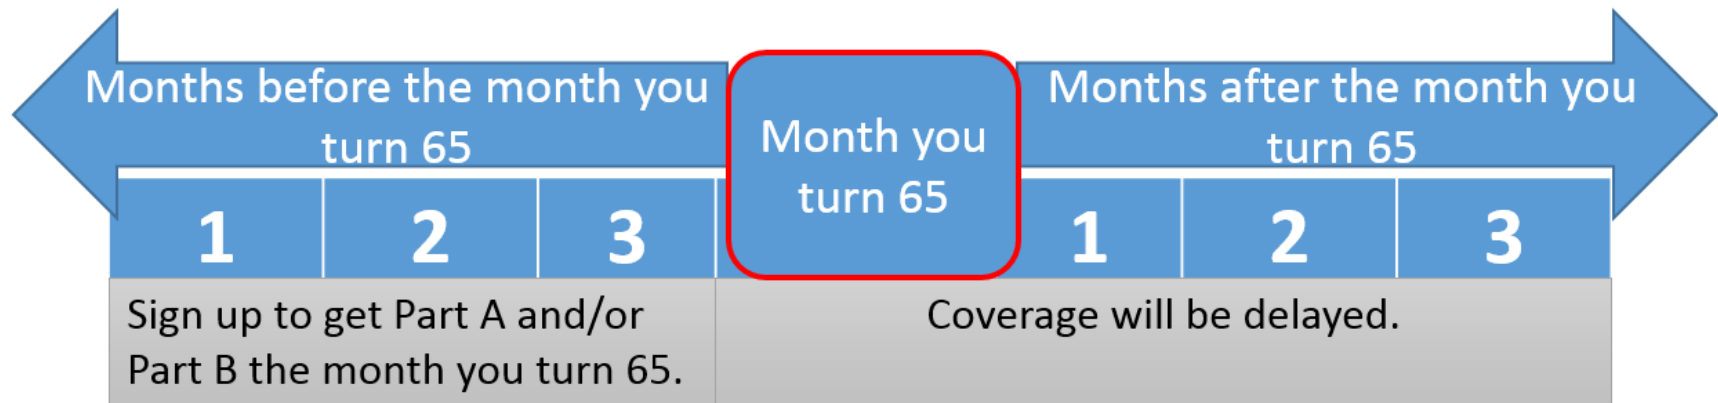 Months before the month you
turn 65
Month you
turn 65
Months after the month you
turn 65
1 2 3 1 2 3
Sign up to get Part A and/or
Part B the month you turn 65.
Coverage will be delayed.